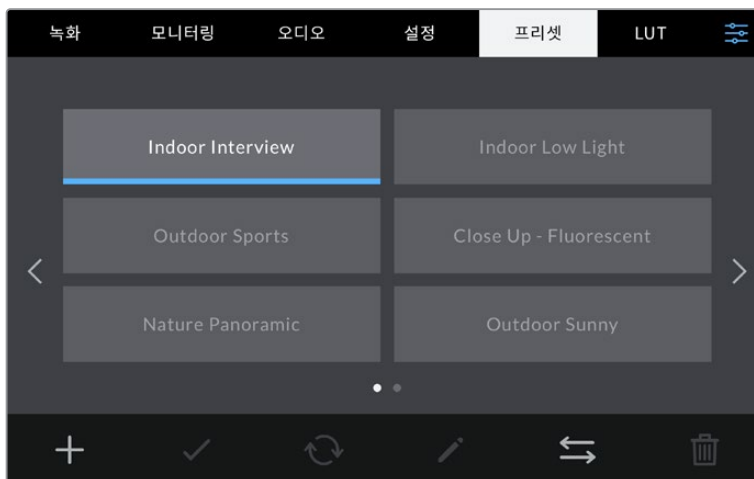 녹화 모니터링 오디오 설정 프리셋 LUT
Indoor Interview Indoor Low Light
Outdoor Sports Close Up - Fluorescent
Nature Panoramic Outdoor Sunny